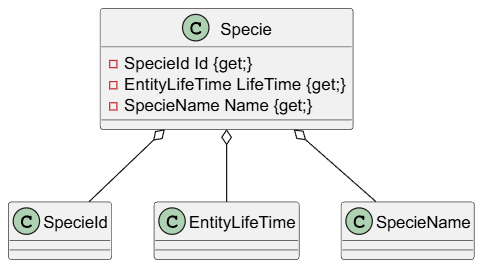 C Specie
SpecieId Id {get;}
EntityLifeTime LifeTime {get;}
SpecieName Name {get;}
C SpecieId C EntityLifeTime C SpecieName